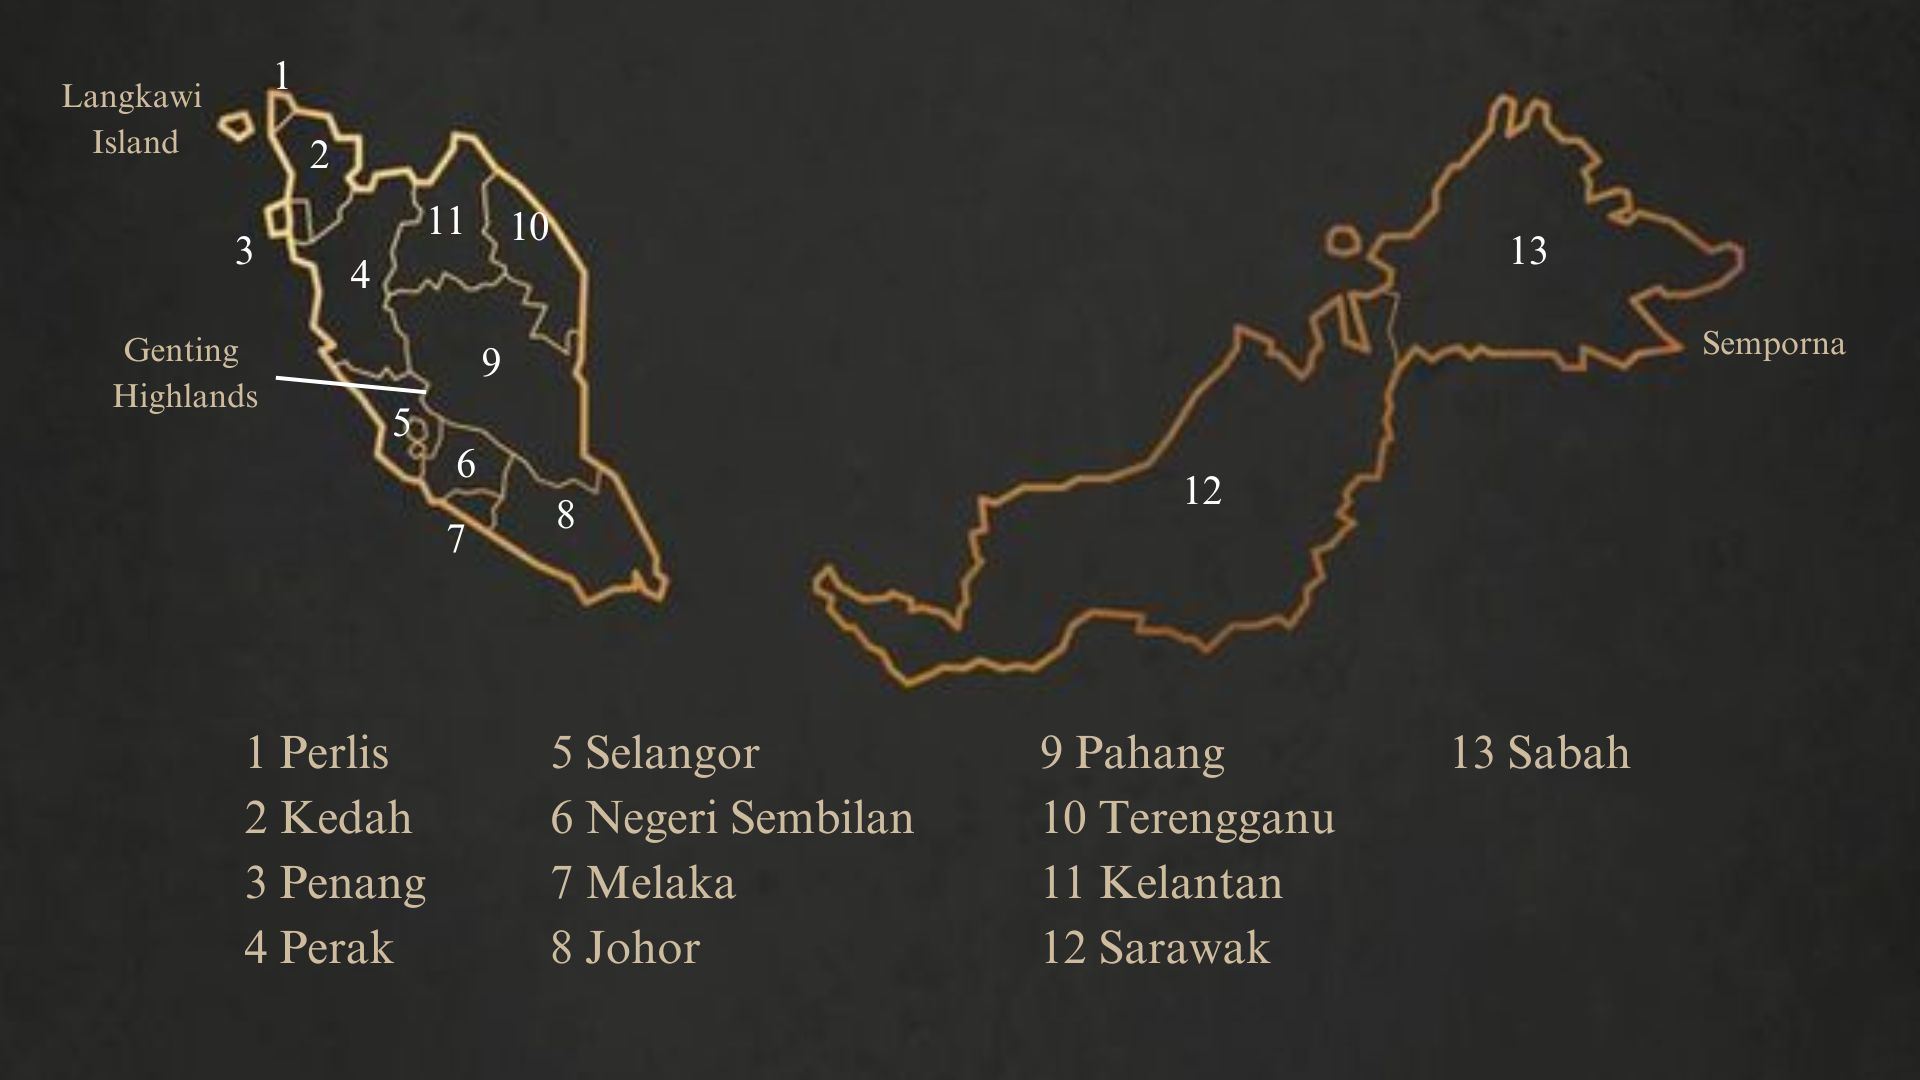 1
Langkawi
Island
2
11
10
3
4
13
Genting
Highlands
9
Semporna
5
6
12
8
7
1 Perlis
2 Kedah
3 Penang
4 Perak
5 Selangor
6 Negeri Sembilan
7 Melaka
8 Johor
9 Pahang
10 Terengganu
11 Kelantan
12 Sarawak
13 Sabah